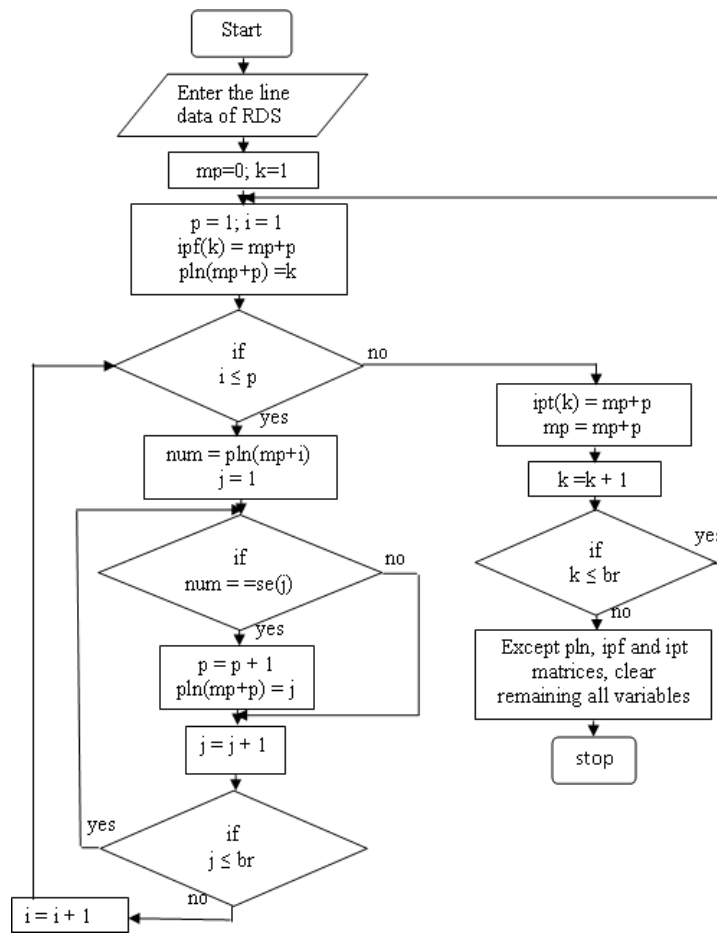 Start
Enter the line
data of RDS
mp=0; k=1
p = 1; i = 1
ipf(k) = mp+p
pln(mp+p) =k
if
i ≤ p
no
yes
num = pln(mp+i)
j = 1
if
num = =se(j)
no
yes
p = p + 1
pln(mp+p) = j
j = j + 1
if
j ≤ br
yes
no
i = i + 1
ipt(k) = mp+p
mp = mp+p
k =k + 1
if
k ≤ br
yes
no
Except pln, ipf and ipt
matrices, clear
remaining all variables
stop